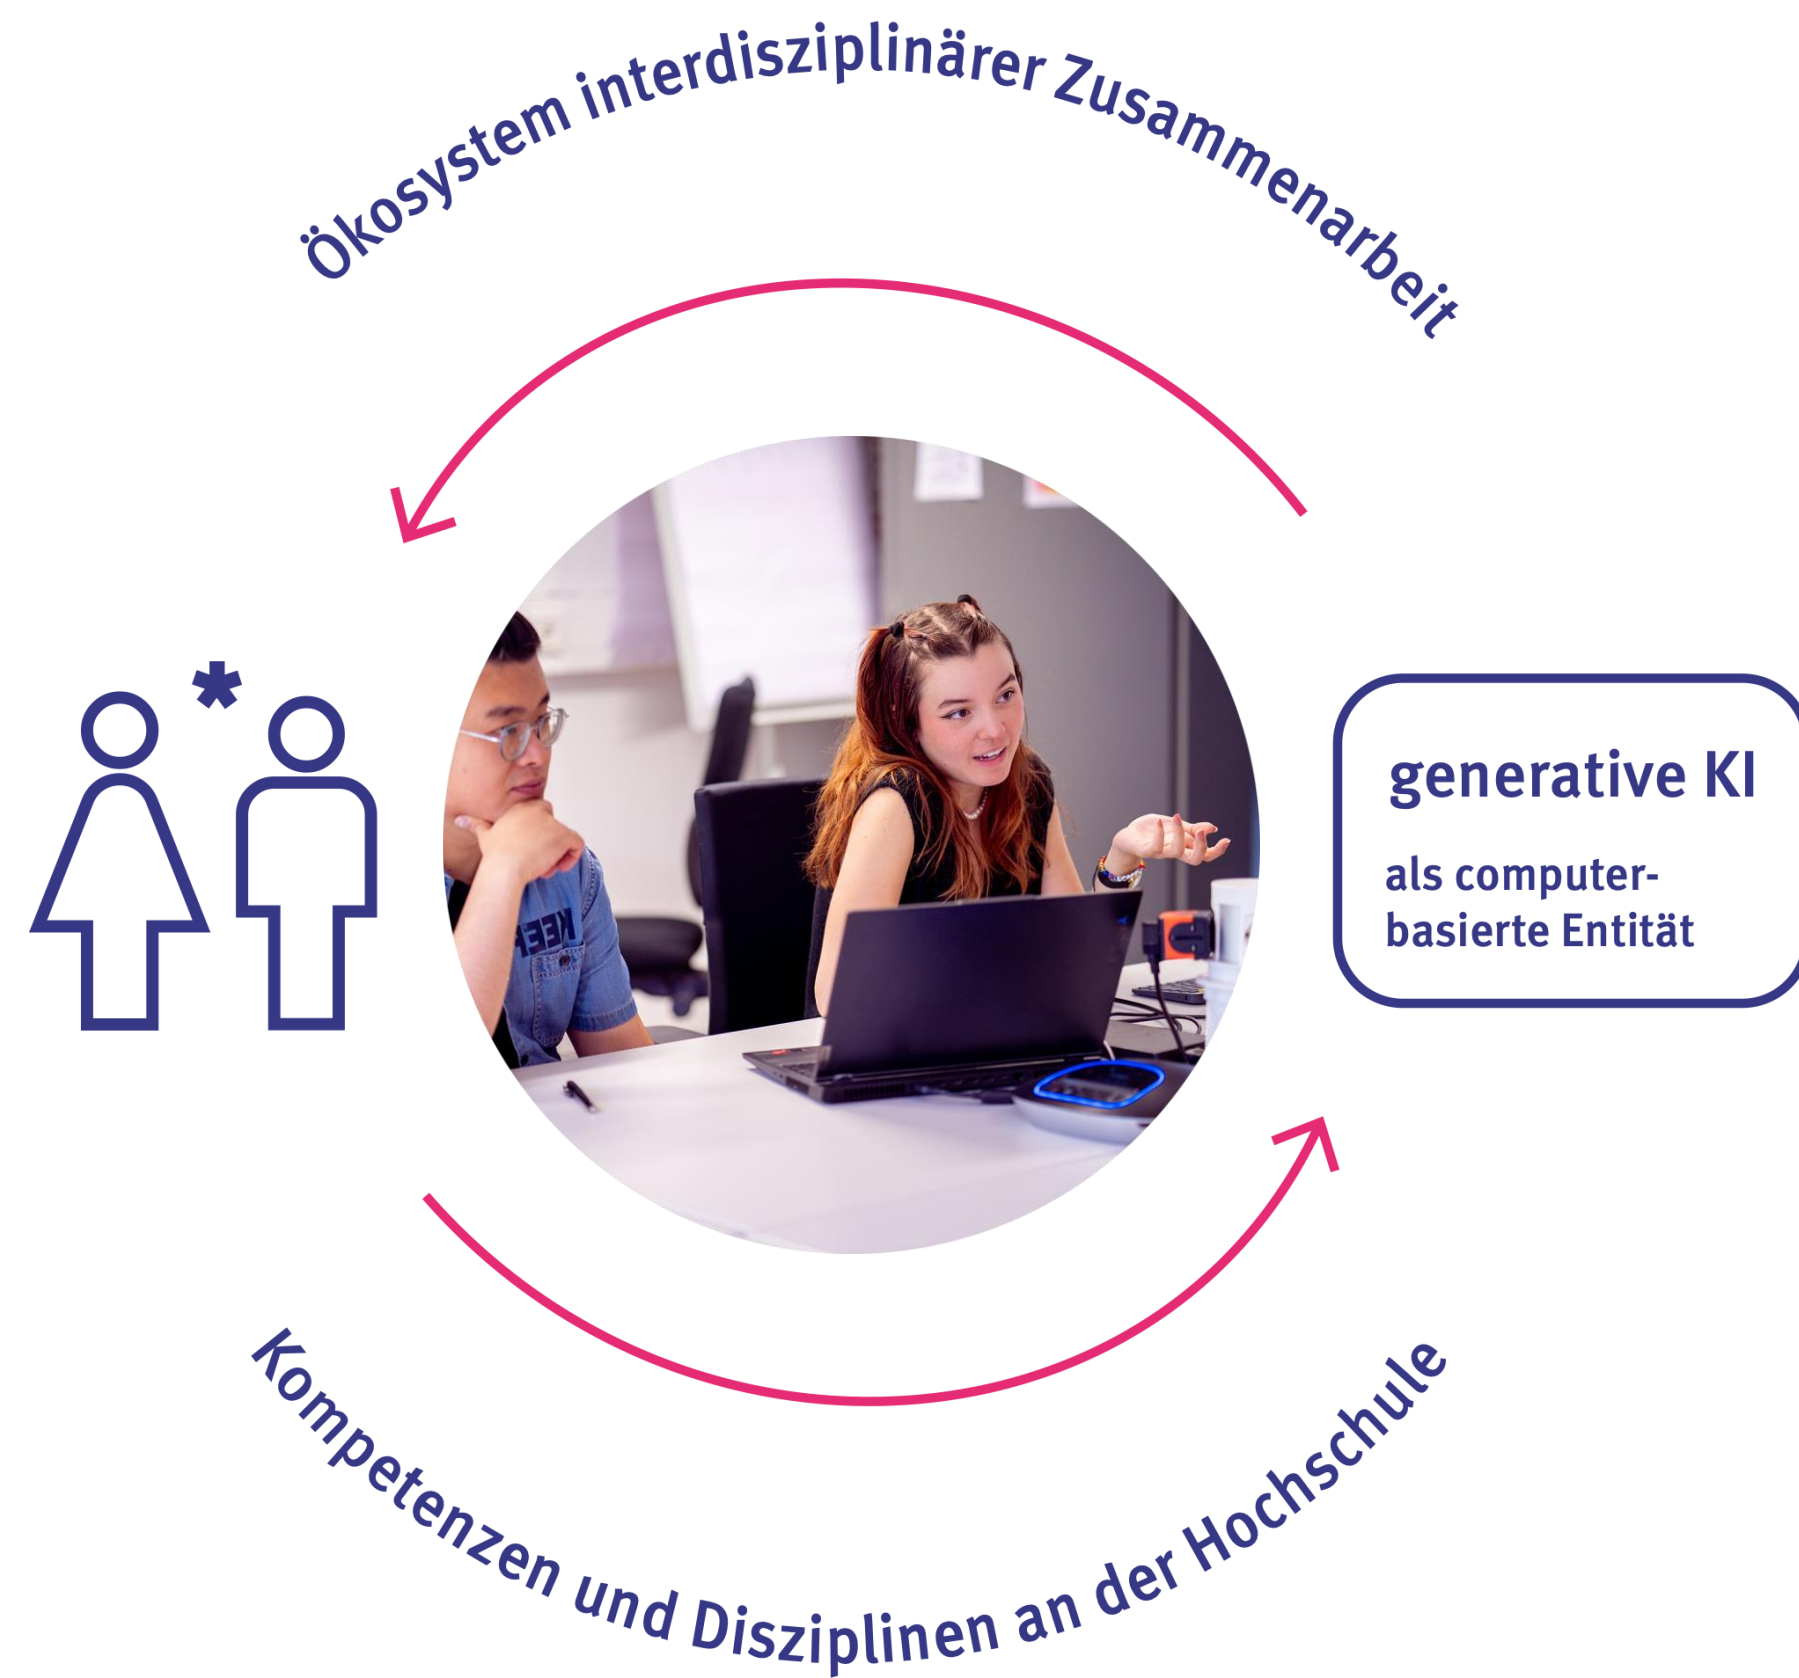 Ökosystem interdisziplinärer Zusammenarbeit
*
generative KI
als computer-
basierte Entität
Kompetenzen und Disziplinen an der Hochschule